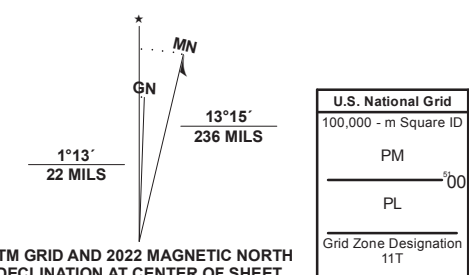 ★
MN
GN
1°13´
22 MILS
13°15´
236 MILS
TM GRID AND 2022 MAGNETIC NORTH
DECLINATION AT CENTER OF SHEET
U.S. National Grid
100,000 - m Square ID
PM
5100
PL
Grid Zone Designation
11T